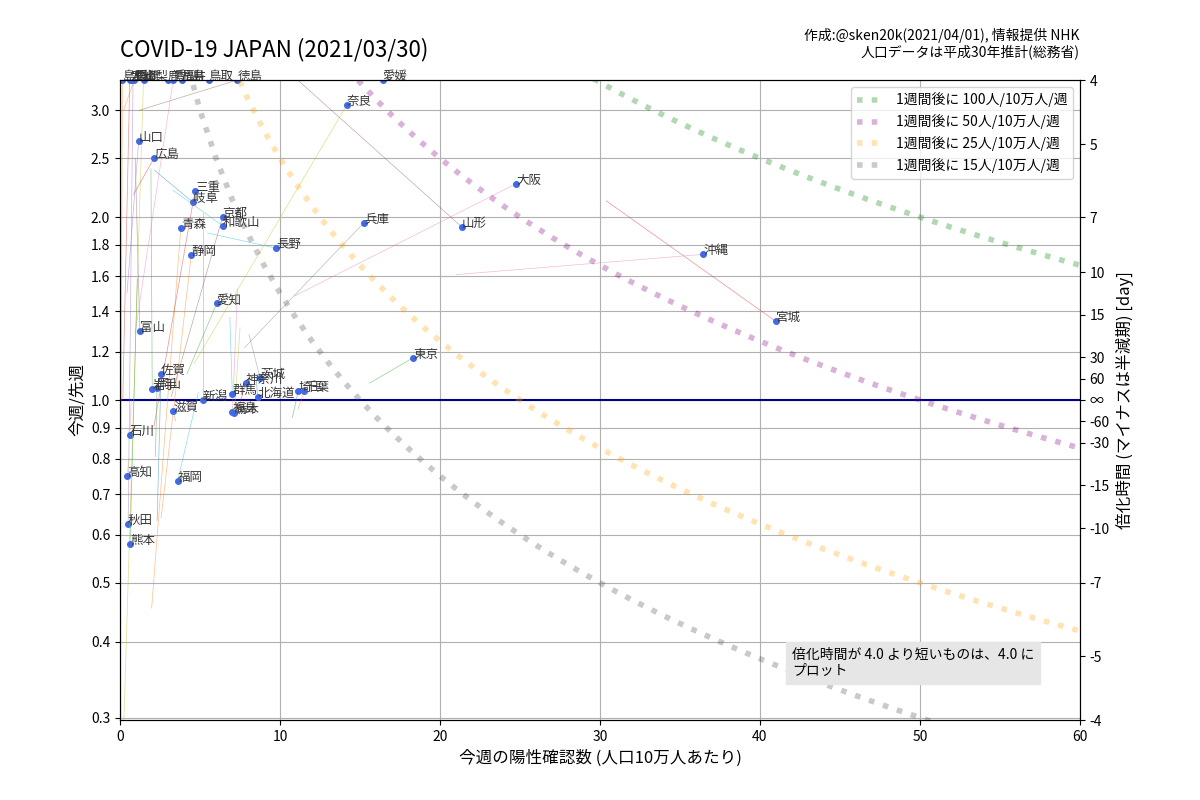 COVID-19 JAPAN (2021/03/30)
作成:@sken20k(2021/04/01), 情報提供 NHK
人口データは平成30年推計(総務省)
鳥取
徳島
愛媛
奈良
山口
広島
三重
岐阜
京都
和歌山
青森
兵庫
山形
大阪
長野
静岡
沖縄
愛知
富山
宮城
東京
佐賀
茨城
群馬
北海道
新潟
滋賀
石川
高知
福岡
秋田
熊本
1週間後に 100人/10万人/週
1週間後に 50人/10万人/週
1週間後に 25人/10万人/週
1週間後に 15人/10万人/週
倍化時間が 4.0 より短いものは、4.0 に
プロット
3.0
2.5
2.0
1.8
1.6
1.4
1.2
1.0
0.9
0.8
0.7
0.6
0.5
0.4
0.3
今週/先週
4
5
7
10
15
30
60
∞
-60
-30
-15
-10
-7
-5
-4
倍化時間 (マイナスは半減期) [day]
0 10 20 30 40 50 60
今週の陽性確認数 (人口10万人あたり)